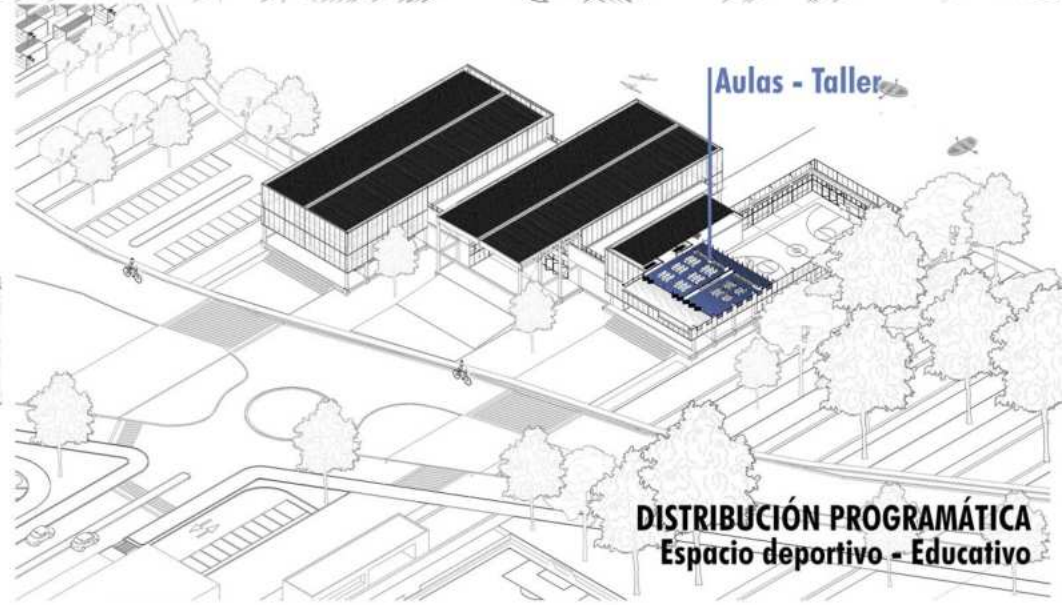 Aulas - Taller
DISTRIBUCIÓN PROGRAMÁTICA
Espacio deportivo - Educativo